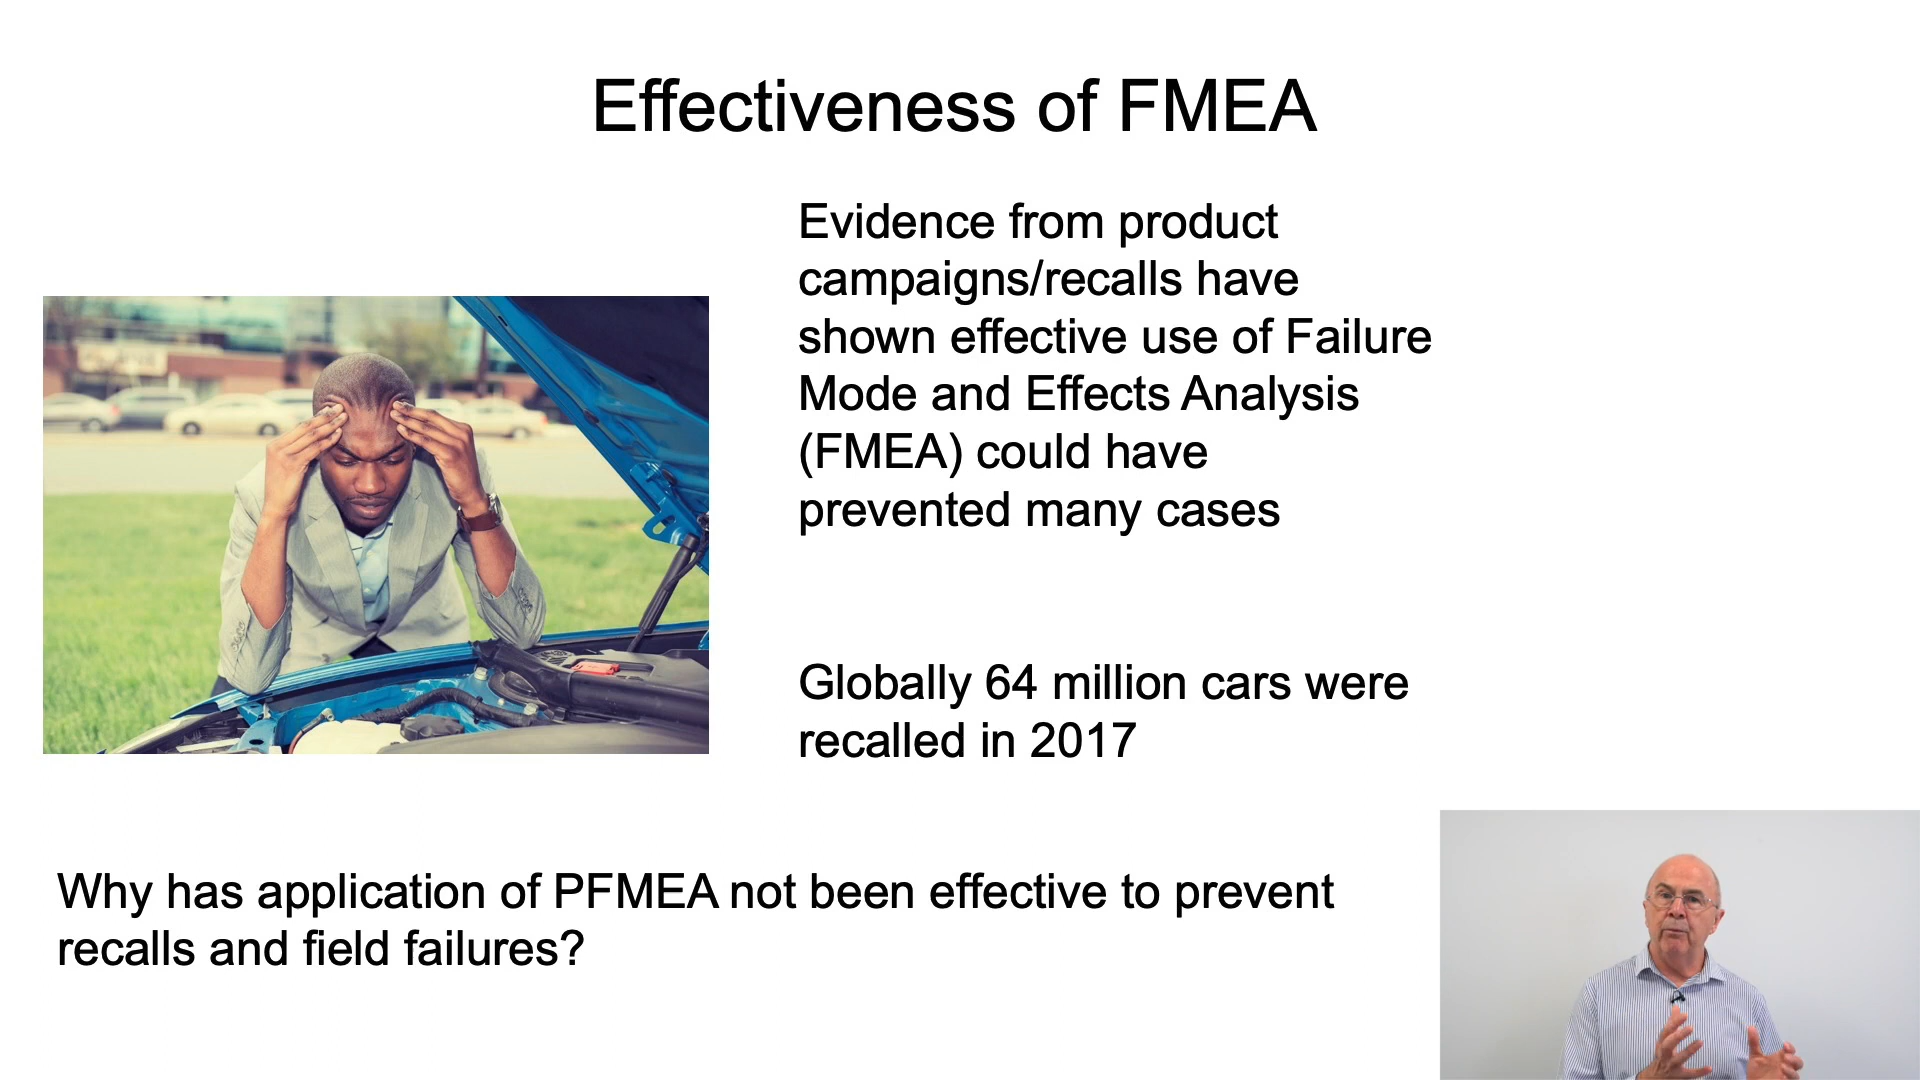 Effectiveness of FMEA
Evidence from product
campaigns/recalls have
shown effective use of Failure
Mode and Effects Analysis
(FMEA) could have
prevented many cases
Globally 64 million cars were
recalled in 2017
Why has application of PFMEA not been effective to prevent
recalls and field failures?